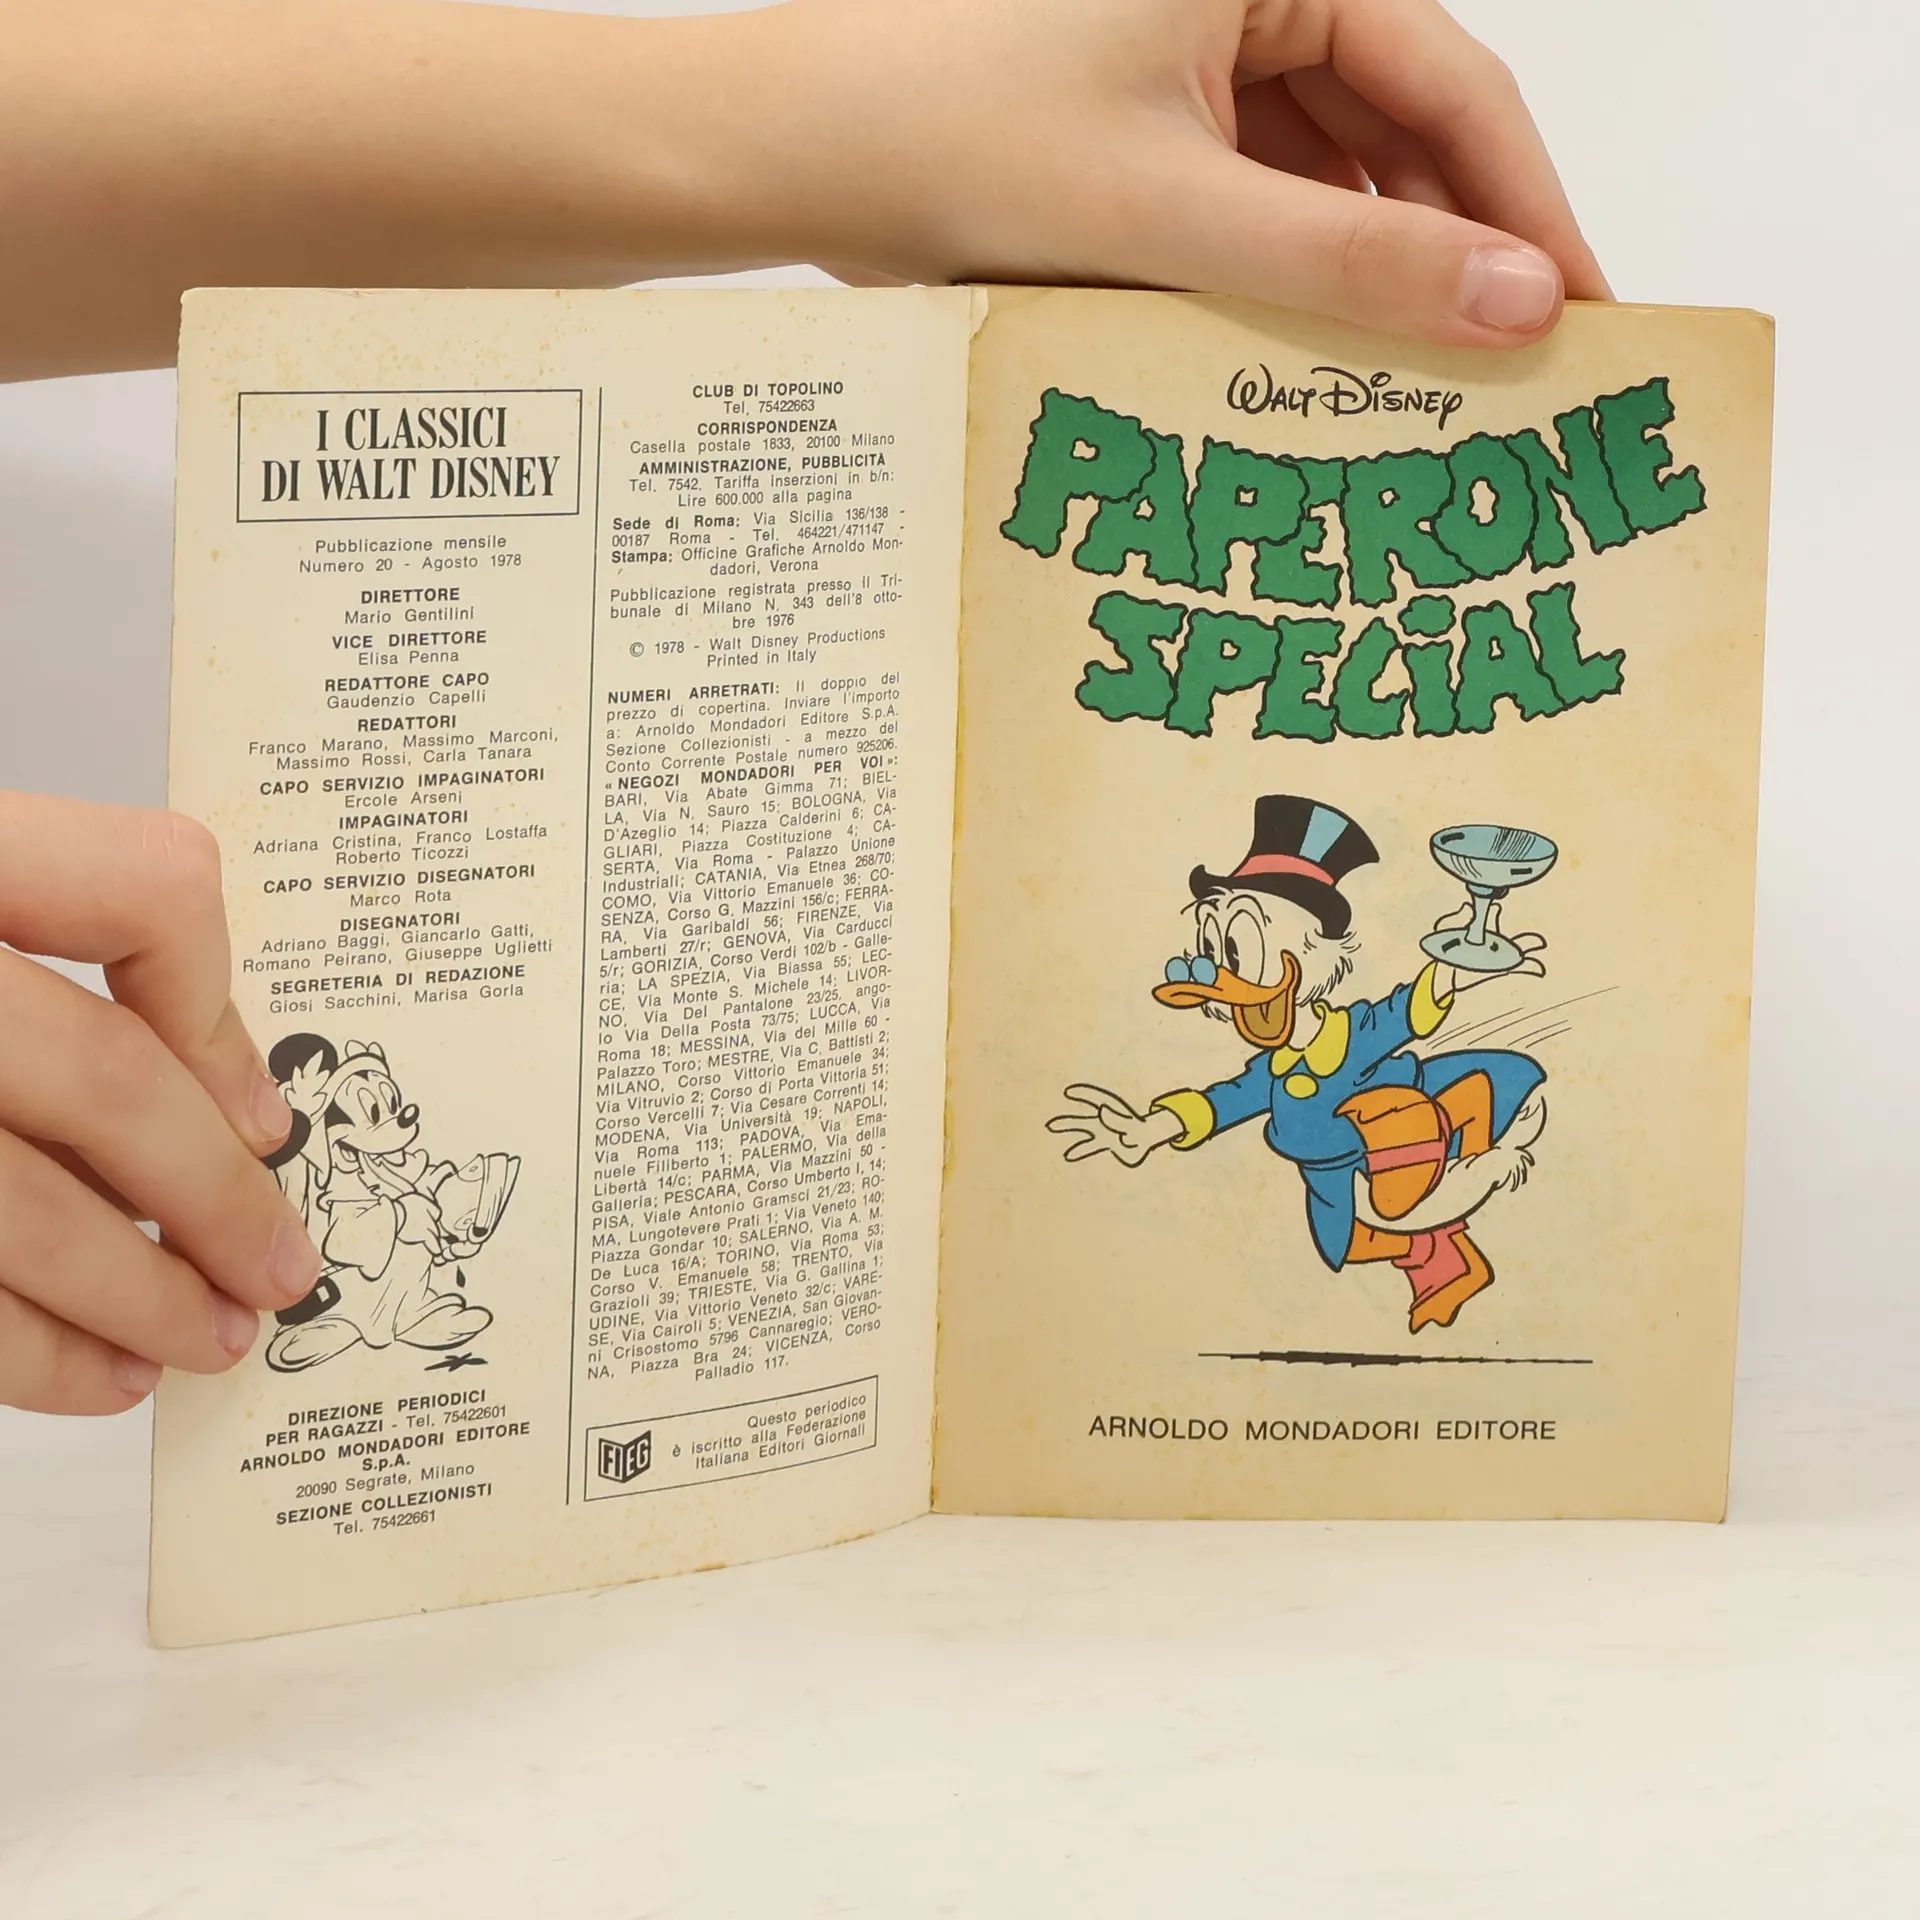 I CLASSICI
DI WALT DISNEY
Pubblicazione mensile
Numero 20 - Agosto 1978
DIRETTORE
Mario Gentilini
VICE DIRETTORE
Elisa Penna
REDATTORE CAPO
Gaudenzio Capelli
REDATTORI
Franco Marano, Massimo Marconi,
Massimo Rossi, Carla Tanara
CAPO SERVIZIO IMPAGINATORI
Ercole Arseni
IMPAGINATORI
Adriana Cristina, Franco Lostaffa
Roberto Ticozzi
CAPO SERVIZIO DISEGNATORI
Marco Rota
DISEGNATORI
Adriano Baggi, Giancarlo Gatti,
Romano Peirano, Giuseppe Uglietti
SEGRETERIA DI REDAZIONE
Giosi Sacchini, Marisa Gorla
DIREZIONE PERIODICI
PER RAGAZZI - Tel. 75422601
ARNOLDO MONDADORI EDITORE
S.p.A.
20090 Segrate, Milano
SEZIONE COLLEZIONISTI
Tel. 75422661
CLUB DI TOPOLINO
Tel. 75422663
CORRISPONDENZA
Casella postale 1833, 20100 Milano
AMMINISTRAZIONE, PUBBLICITÀ
Tel. 7542. Tariffa inserzioni in b/n:
Lire 600.000 alla pagina
Sede di Roma: Via Sicilia 136/138 -
00187 Roma - Tel. 464221/471147 -
Stampa: Officine Grafiche Arnoldo Mon-
dadori, Verona
Pubblicazione registrata presso il Tri-
bunale di Milano N. 343 dell'8 otto-
bre 1976
© 1978 - Walt Disney Productions
Printed in Italy
NUMERI ARRETRATI: Il doppio del
prezzo di copertina. Inviare l'importo
a: Arnoldo Mondadori Editore S.p.A.
Sezione Collezionisti - a mezzo del
Conto Corrente Postale numero 925206.
« NEGOZI MONDADORI PER VOI »:
BARI, Via Abate Gimma 71; BIEL-
LA, Via N. Sauro 15; BOLOGNA, Via
D'Azeglio 14; Piazza Calderini 6; CA-
GLIARI, Piazza Costituzione 4; CA-
SERTA, Via Roma - Palazzo Unione
Industriali; CATANIA, Via Etnea 268/70;
COMO, Via Vittorio Emanuele 36; CO-
SENZA, Corso G. Mazzini 156/c; FERRA-
RA, Via Garibaldi 56; FIRENZE, Via
Lamberti 27/r; GENOVA, Via Carducci
5/r; GORIZIA, Corso Verdi 102/b - Galle-
ria; LA SPEZIA, Via Biassa 55; LEC-
CE, Via Monte S. Michele 14; LIVOR-
NO, Via Del Pantalone 23/25, ango-
lo Via Della Posta 73/75; LUCCA, Via
Roma 18; MESSINA, Via dei Mille 60 -
Palazzo Toro; MESTRE, Via C. Battisti 2;
MILANO, Corso Vittorio Emanuele 34;
Via Vitruvio 2; Corso di Porta Vittoria 51;
Corso Vercelli 7; Via Cesare Correnti 14;
MODENA, Via Università 19; NAPOLI,
Via Roma 113; PADOVA, Via Ema-
nuele Filiberto 1; PALERMO, Via della
Libertà 14/c; PARMA, Via Mazzini 50 -
Galleria; PESCARA, Corso Umberto I, 14;
PISA, Viale Antonio Gramsci 21/23; RO-
MA, Lungotevere Prati 1; Via Veneto 140;
Piazza Gondar 10; SALERNO, Via A. M.
De Luca 16/A; TORINO, Via Roma 53;
Corso V. Emanuele 58; TRENTO, Via
Grazioli 39; TRIESTE, Via G. Gallina 1;
UDINE, Via Vittorio Veneto 32/c; VARE-
SE, Via Cairoli 5; VENEZIA, San Giovan-
ni Crisostomo 5796 Cannaregio; VERO-
NA, Piazza Bra 24; VICENZA, Corso
Palladio 117.
FIEG
Questo periodico
è iscritto alla Federazione
Italiana Editori Giornali
WALT DISNEY
PAPERONE
SPECIAL
ARNOLDO MONDADORI EDITORE